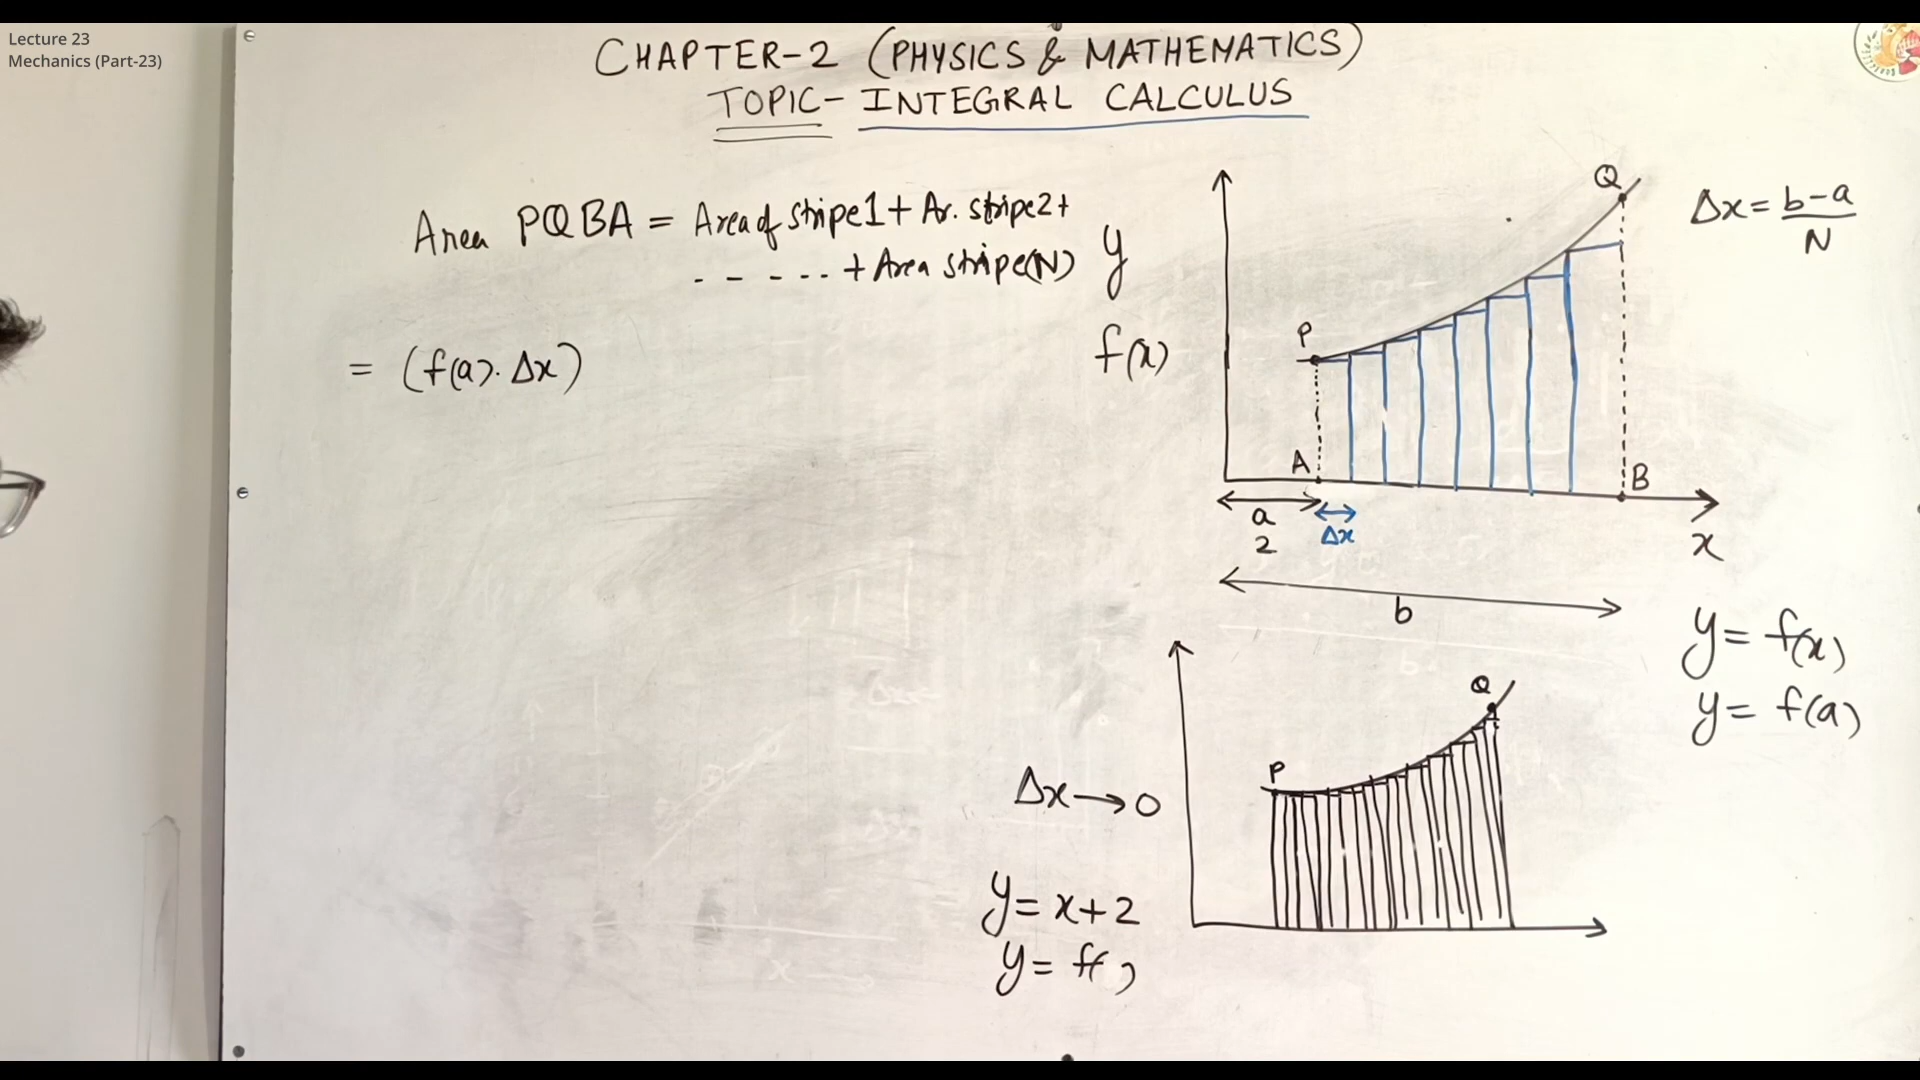 Lecture 23
Mechanics (Part-23)
CHAPTER-2 (PHYSICS & MATHEMATICS)
TOPIC- INTEGRAL CALCULUS
Area PQBA = Area of stripe1 + Ar. stripe2 +
- - - - - - + Area stripe(N)
= (f(a). Δx)
y
f(x)
P
Q
A
B
a
2
Δx
b
x
Δx = b-a
N
y = f(x)
y = f(a)
Δx → 0
P
Q
y = x+2
y = f( )